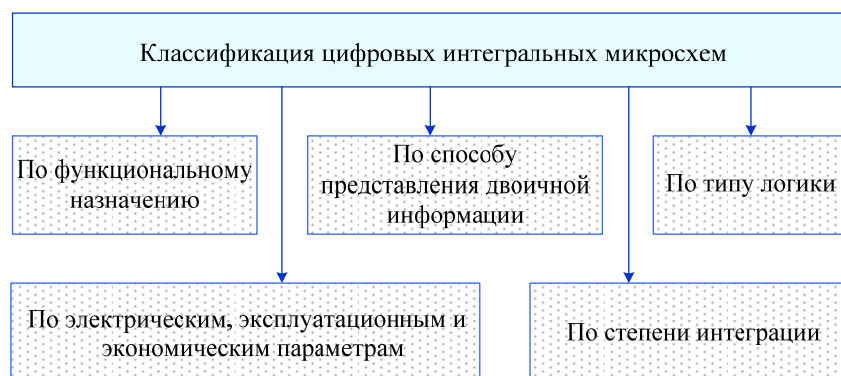 Классификация цифровых интегральных микросхем
По функциональному
назначению
По способу
представления двоичной
информации
По типу логики
По электрическим, эксплуатационным и
экономическим параметрам
По степени интеграции